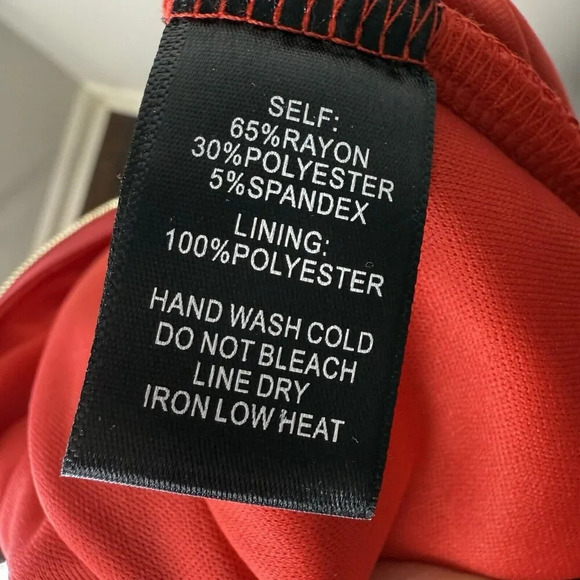 SELF:
65%RAYON
30%POLYESTER
5%SPANDEX
LINING:
100%POLYESTER
HAND WASH COLD
DO NOT BLEACH
LINE DRY
IRON LOW HEAT